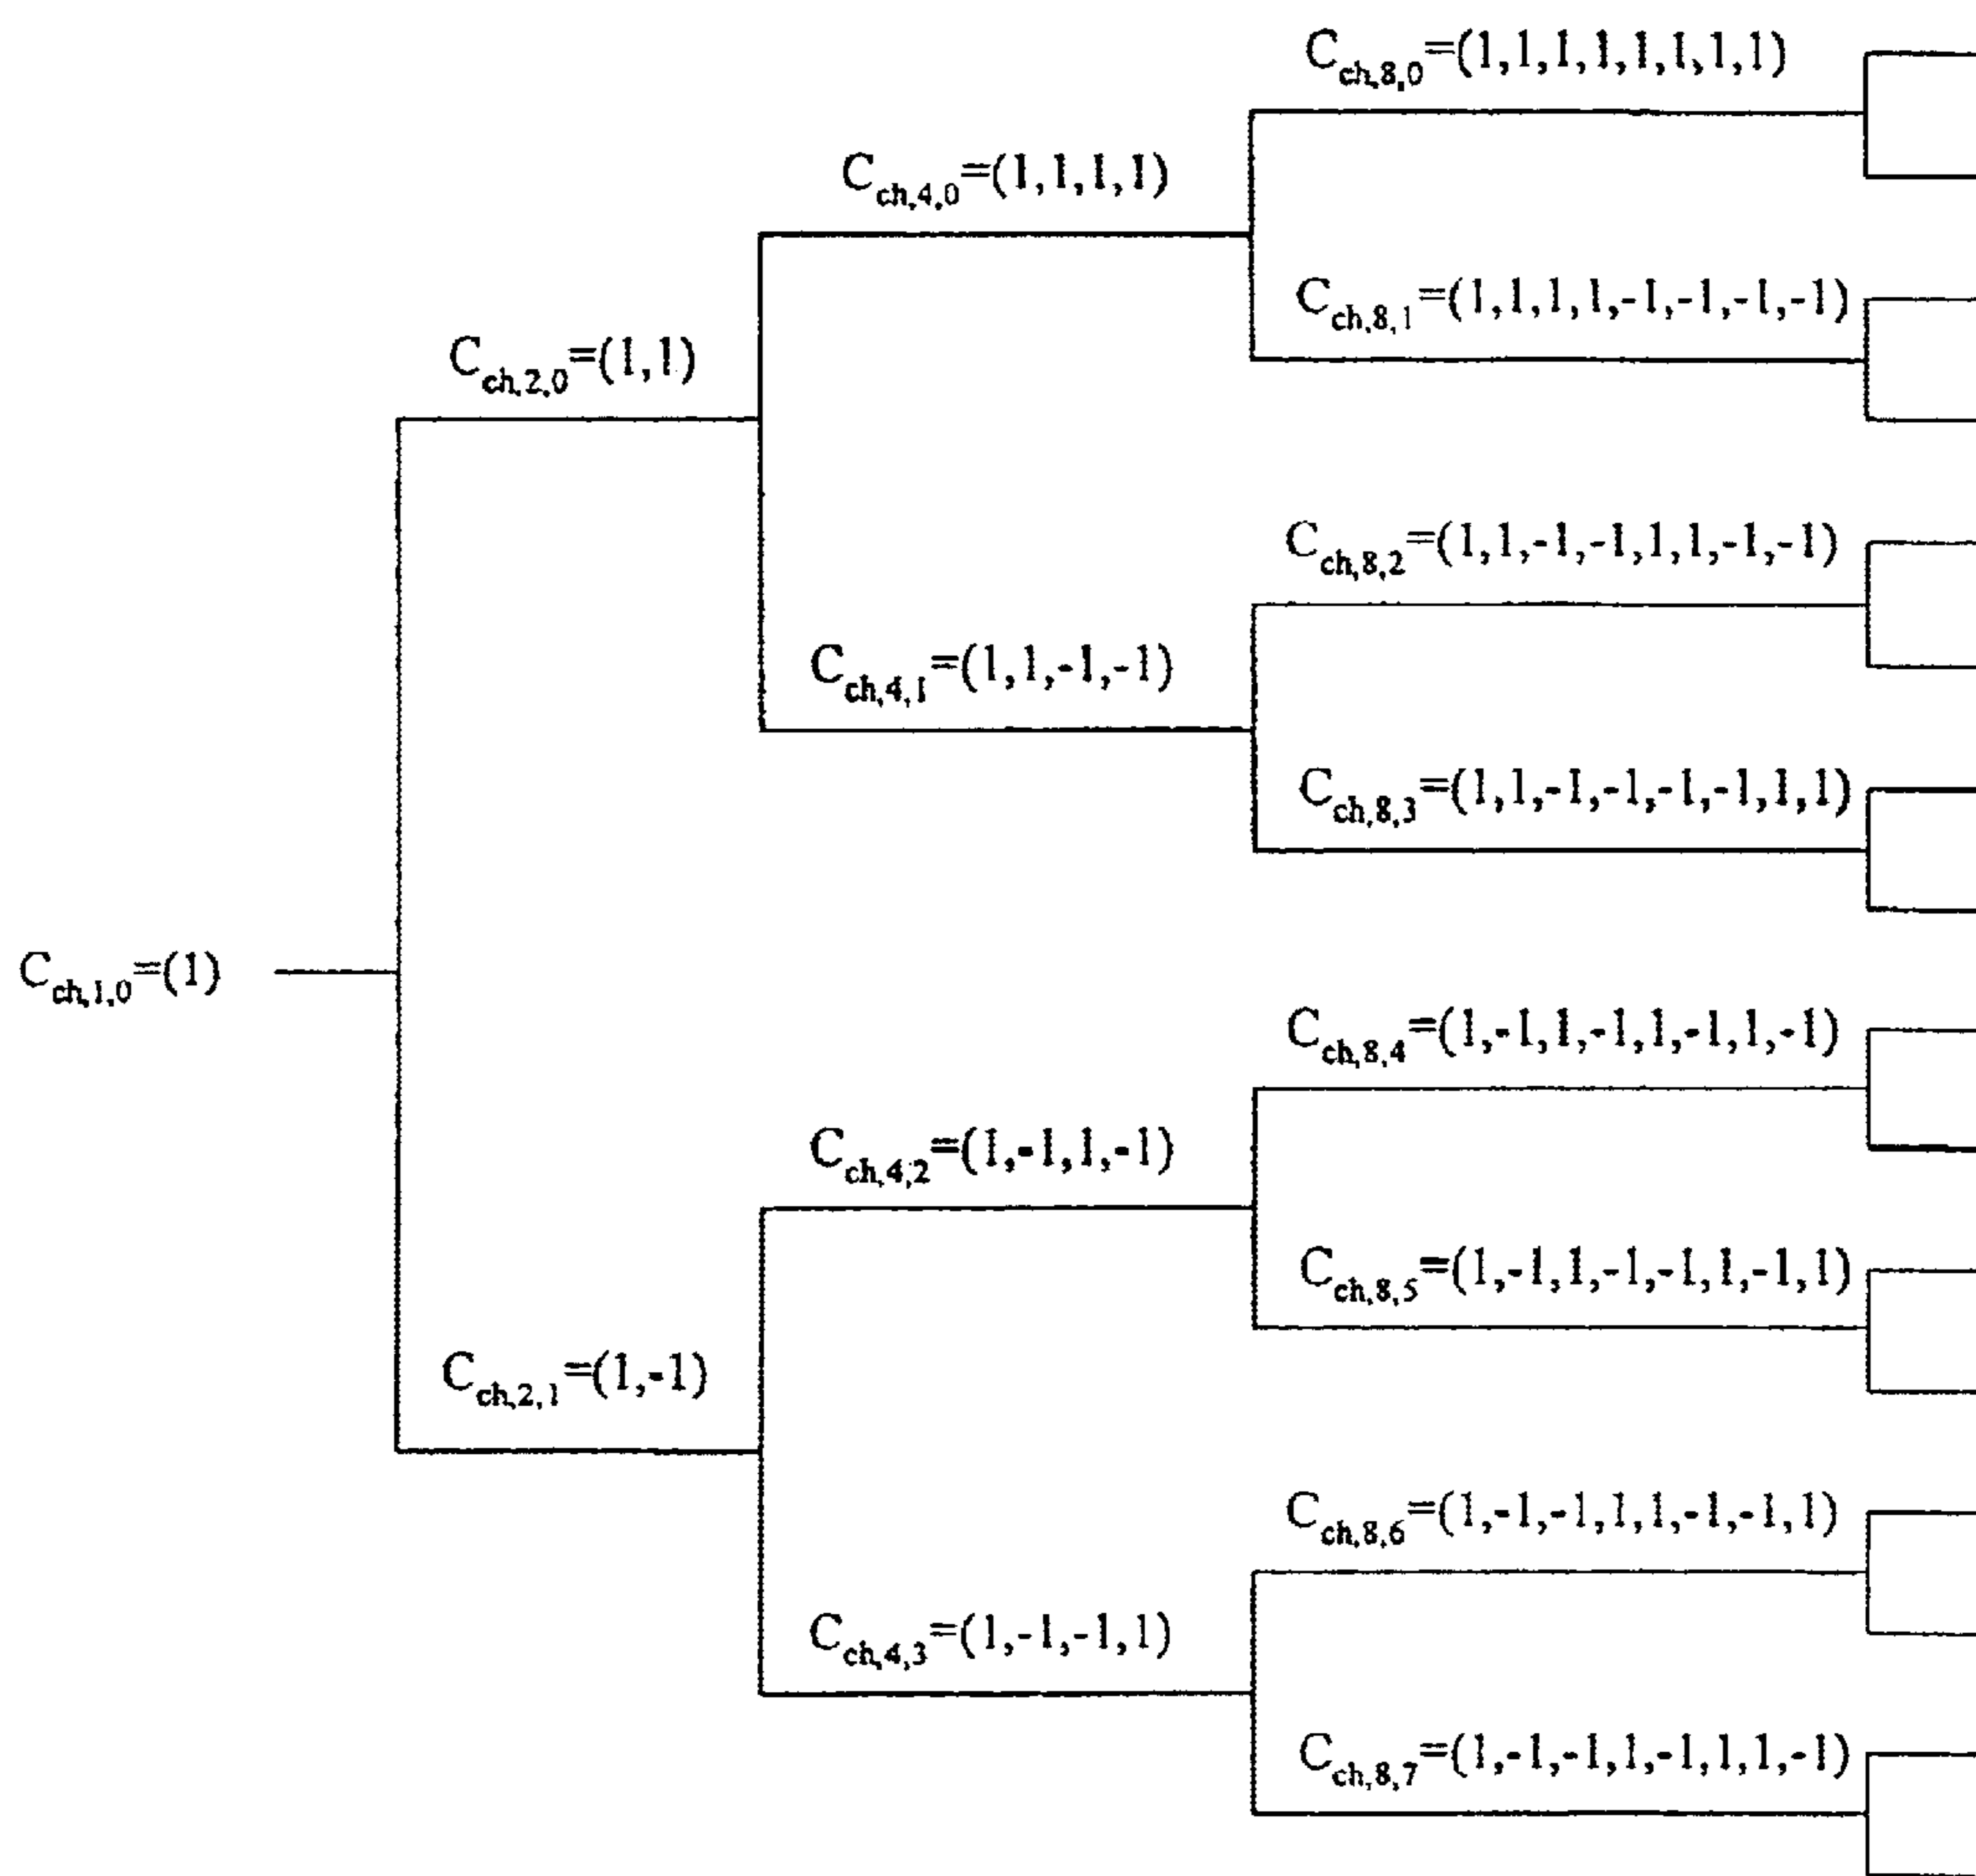 C_ch,8,0=(1,1,1,1,1,1,1,1)
C_ch,4,0=(1,1,1,1)
C_ch,8,1=(1,1,1,1,-1,-1,-1,-1)
C_ch,2,0=(1,1)
C_ch,8,2=(1,1,-1,-1,1,1,-1,-1)
C_ch,4,1=(1,1,-1,-1)
C_ch,8,3=(1,1,-1,-1,-1,-1,1,1)
C_ch,1,0=(1)
C_ch,8,4=(1,-1,1,-1,1,-1,1,-1)
C_ch,4,2=(1,-1,1,-1)
C_ch,8,5=(1,-1,1,-1,-1,1,-1,1)
C_ch,2,1=(1,-1)
C_ch,8,6=(1,-1,-1,1,1,-1,-1,1)
C_ch,4,3=(1,-1,-1,1)
C_ch,8,7=(1,-1,-1,1,-1,1,1,-1)